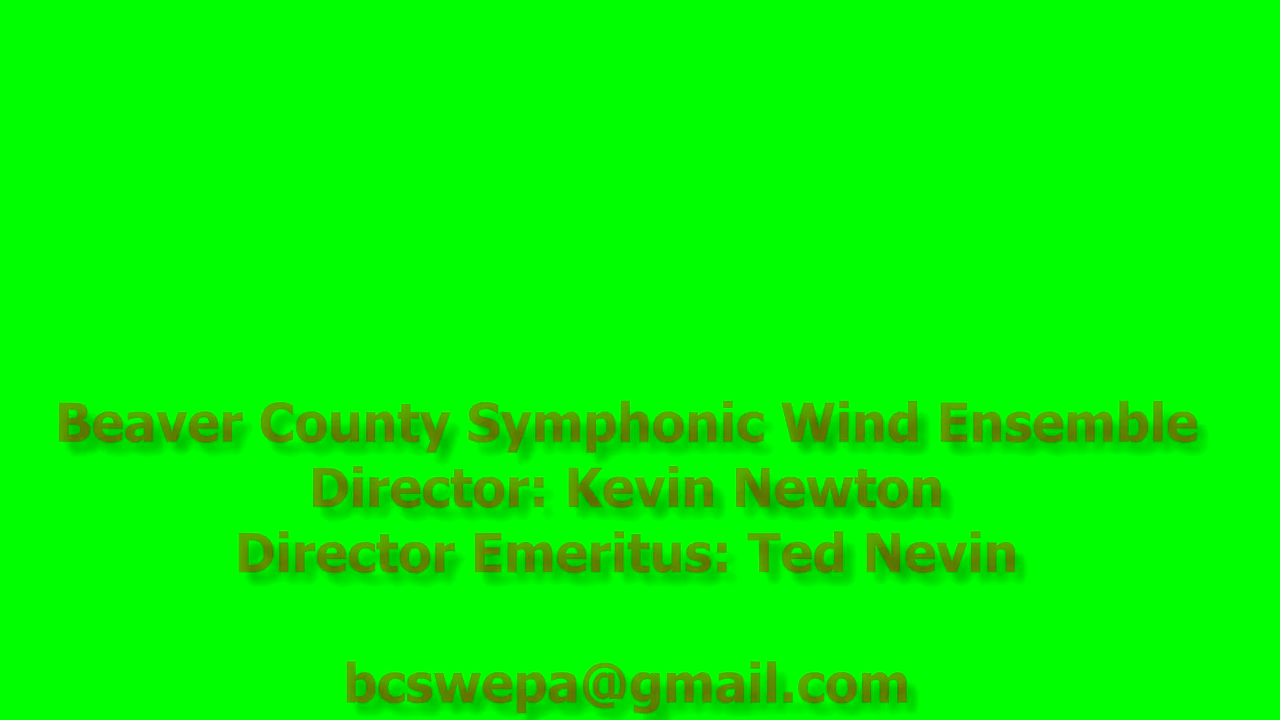 Beaver County Symphonic Wind Ensemble
Director: Kevin Newton
Director Emeritus: Ted Nevin
bcswepa@gmail.com